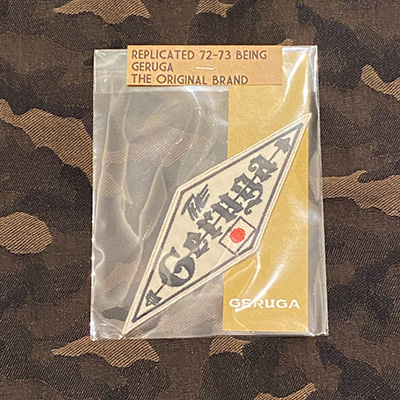 REPLICATED 72-73 BEING
GERUGA
THE ORIGINAL BRAND
THE
Geruga
GERUGA